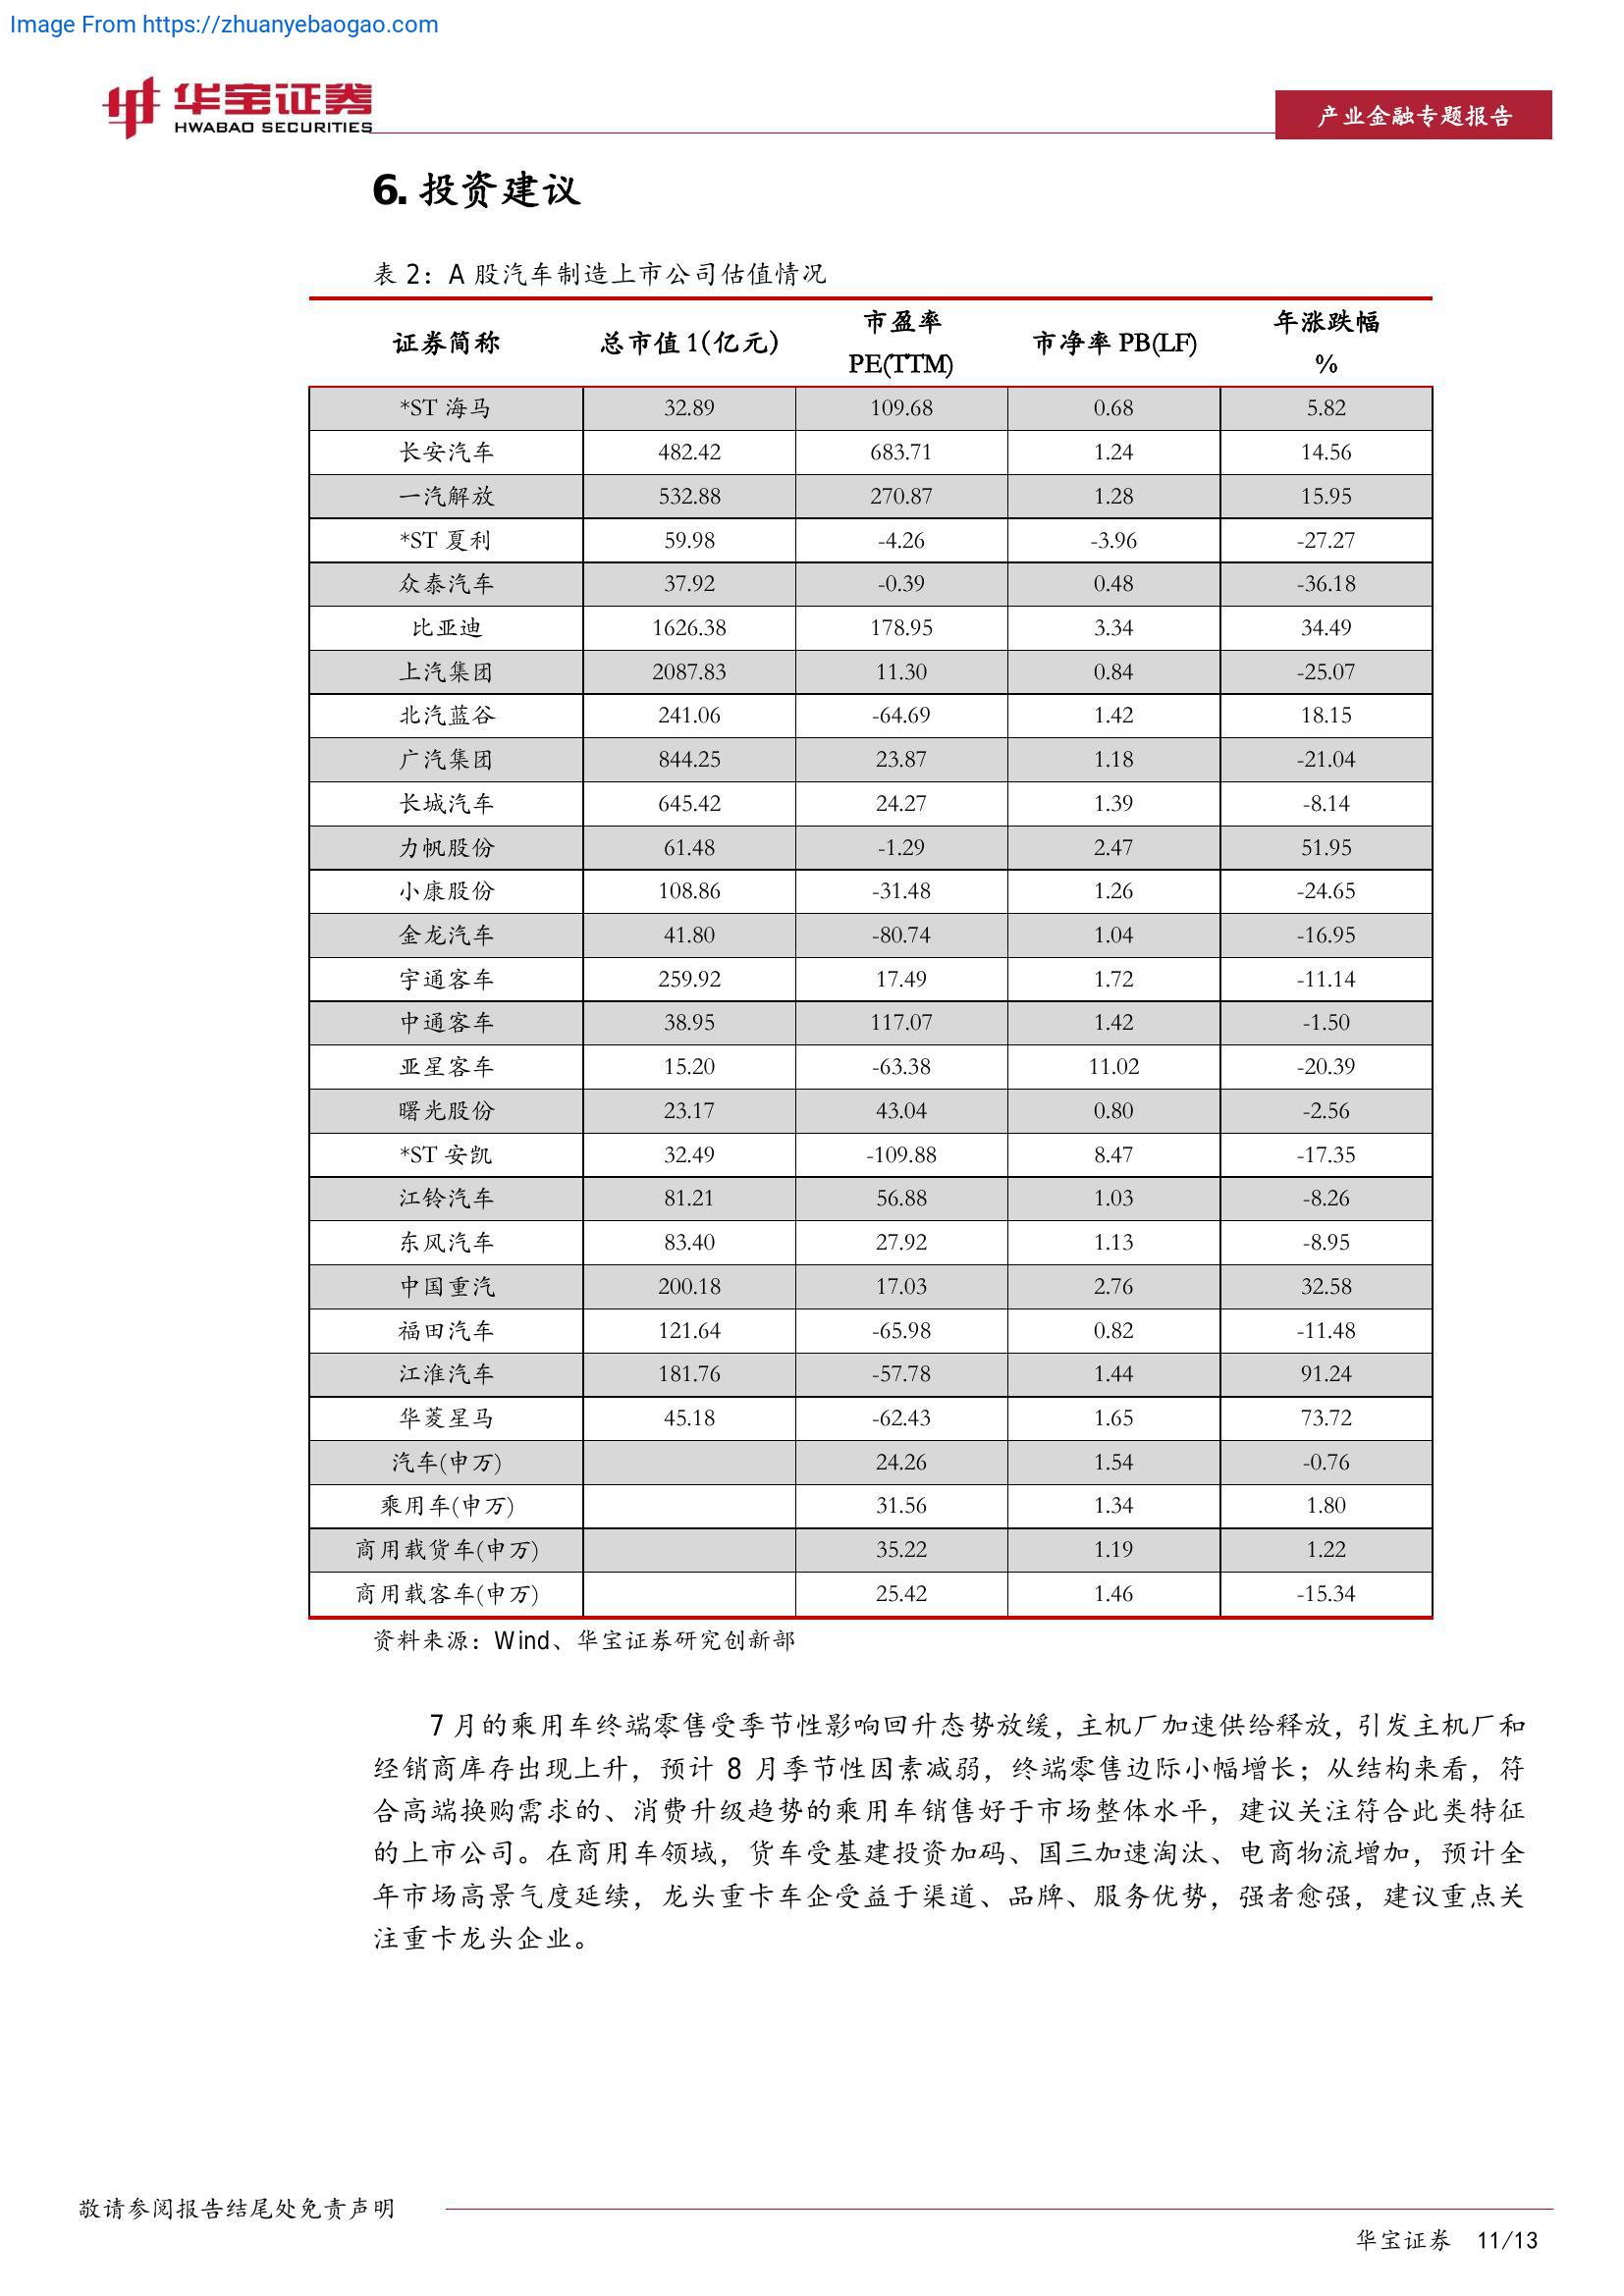 Image From https://zhuanyebaogao.com
华宝证券
HWABAO SECURITIES
产业金融专题报告
6. 投资建议
表 2：A 股汽车制造上市公司估值情况
证券简称 总市值 1(亿元) 市盈率 PE(TTM) 市净率 PB(LF) 年涨跌幅 %
*ST 海马 32.89 109.68 0.68 5.82
长安汽车 482.42 683.71 1.24 14.56
一汽解放 532.88 270.87 1.28 15.95
*ST 夏利 59.98 -4.26 -3.96 -27.27
众泰汽车 37.92 -0.39 0.48 -36.18
比亚迪 1626.38 178.95 3.34 34.49
上汽集团 2087.83 11.30 0.84 -25.07
北汽蓝谷 241.06 -64.69 1.42 18.15
广汽集团 844.25 23.87 1.18 -21.04
长城汽车 645.42 24.27 1.39 -8.14
力帆股份 61.48 -1.29 2.47 51.95
小康股份 108.86 -31.48 1.26 -24.65
金龙汽车 41.80 -80.74 1.04 -16.95
宇通客车 259.92 17.49 1.72 -11.14
中通客车 38.95 117.07 1.42 -1.50
亚星客车 15.20 -63.38 11.02 -20.39
曙光股份 23.17 43.04 0.80 -2.56
*ST 安凯 32.49 -109.88 8.47 -17.35
江铃汽车 81.21 56.88 1.03 -8.26
东风汽车 83.40 27.92 1.13 -8.95
中国重汽 200.18 17.03 2.76 32.58
福田汽车 121.64 -65.98 0.82 -11.48
江淮汽车 181.76 -57.78 1.44 91.24
华菱星马 45.18 -62.43 1.65 73.72
汽车(申万) 24.26 1.54 -0.76
乘用车(申万) 31.56 1.34 1.80
商用载货车(申万) 35.22 1.19 1.22
商用载客车(申万) 25.42 1.46 -15.34
资料来源：Wind、华宝证券研究创新部
7 月的乘用车终端零售受季节性影响回升态势放缓，主机厂加速供给释放，引发主机厂和
经销商库存出现上升，预计 8 月季节性因素减弱，终端零售边际小幅增长；从结构来看，符
合高端换购需求的、消费升级趋势的乘用车销售好于市场整体水平，建议关注符合此类特征
的上市公司。在商用车领域，货车受基建投资加码、国三加速淘汰、电商物流增加，预计全
年市场高景气度延续，龙头重卡车企受益于渠道、品牌、服务优势，强者愈强，建议重点关
注重卡龙头企业。
敬请参阅报告结尾处免责声明
华宝证券 11/13